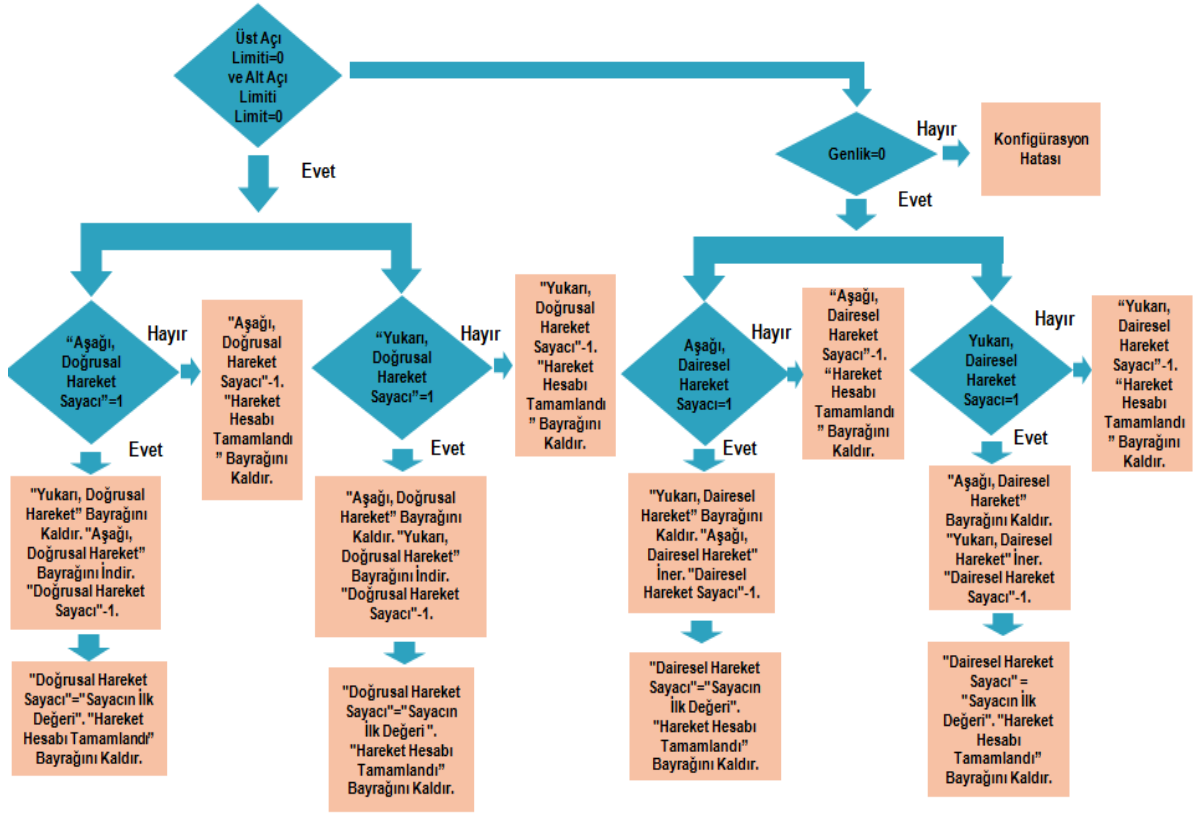 Üst Açı
Limiti=0
ve Alt Açı
Limiti
Limit=0
Evet
Genlik=0
Hayır
Konfigürasyon
Hatası
Evet
“Aşağı,
Doğrusal
Hareket
Sayacı”=1
Hayır
"Aşağı,
Doğrusal
Hareket
Sayacı"-1.
"Hareket
Hesabı
Tamamlandı
” Bayrağını
Kaldır.
Evet
"Yukarı, Doğrusal
Hareket” Bayrağını
Kaldır. "Aşağı,
Doğrusal Hareket”
Bayrağını İndir.
"Doğrusal Hareket
Sayacı"-1.
"Doğrusal Hareket
Sayacı"="Sayacın İlk
Değeri". "Hareket
Hesabı Tamamlandı”
Bayrağını Kaldır.
“Yukarı,
Doğrusal
Hareket
Sayacı”=1
Hayır
"Yukarı,
Doğrusal
Hareket
Sayacı"-1.
"Hareket
Hesabı
Tamamlandı
” Bayrağını
Kaldır.
Evet
"Aşağı, Doğrusal
Hareket” Bayrağını
Kaldır. "Yukarı,
Doğrusal Hareket”
Bayrağını İndir.
"Doğrusal Hareket
Sayacı"-1.
"Doğrusal Hareket
Sayacı"="Sayacın
İlk Değeri ".
"Hareket Hesabı
Tamamlandı”
Bayrağını Kaldır.
Aşağı,
Dairesel
Hareket
Sayacı=1
Hayır
“Aşağı,
Dairesel
Hareket
Sayacı”-1.
“Hareket
Hesabı
Tamamlandı
” Bayrağını
Kaldır.
Evet
"Yukarı, Dairesel
Hareket” Bayrağını
Kaldır. "Aşağı,
Dairesel Hareket"
İner. "Dairesel
Hareket Sayacı"-1.
"Dairesel Hareket
Sayacı"="Sayacın
İlk Değeri".
"Hareket Hesabı
Tamamlandı”
Bayrağını Kaldır.
Yukarı,
Dairesel
Hareket
Sayacı=1
Hayır
“Yukarı,
Dairesel
Hareket
Sayacı”-1.
“Hareket
Hesabı
Tamamlandı
” Bayrağını
Kaldır.
Evet
"Aşağı, Dairesel
Hareket”
Bayrağını Kaldır.
"Yukarı, Dairesel
Hareket" İner.
"Dairesel Hareket
Sayacı"-1.
"Dairesel Hareket
Sayacı" =
"Sayacın İlk
Değeri". "Hareket
Hesabı
Tamamlandı”
Bayrağını Kaldır.